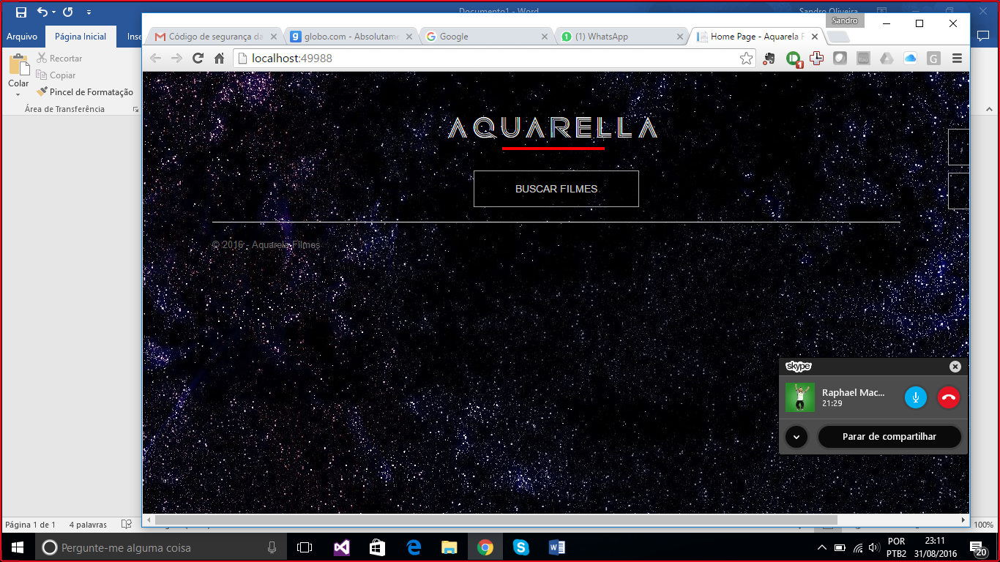 Documento1 - Word
Sandro Oliveira
Sandro
Arquivo
Página Inicial
Inse
Código de segurança da
globo.com - Absolutame
Google
(1) WhatsApp
Home Page - Aquarela F
localhost:49988
Recortar
Copiar
Colar
Pincel de Formatação
Área de Transferência
AQUARELLA
BUSCAR FILMES
© 2016 - Aquarela Filmes
skype
Raphael Mac...
21:29
Parar de compartilhar
Página 1 de 1
4 palavras
100%
Pergunte-me alguma coisa
POR
PTB2
23:11
31/08/2016
20